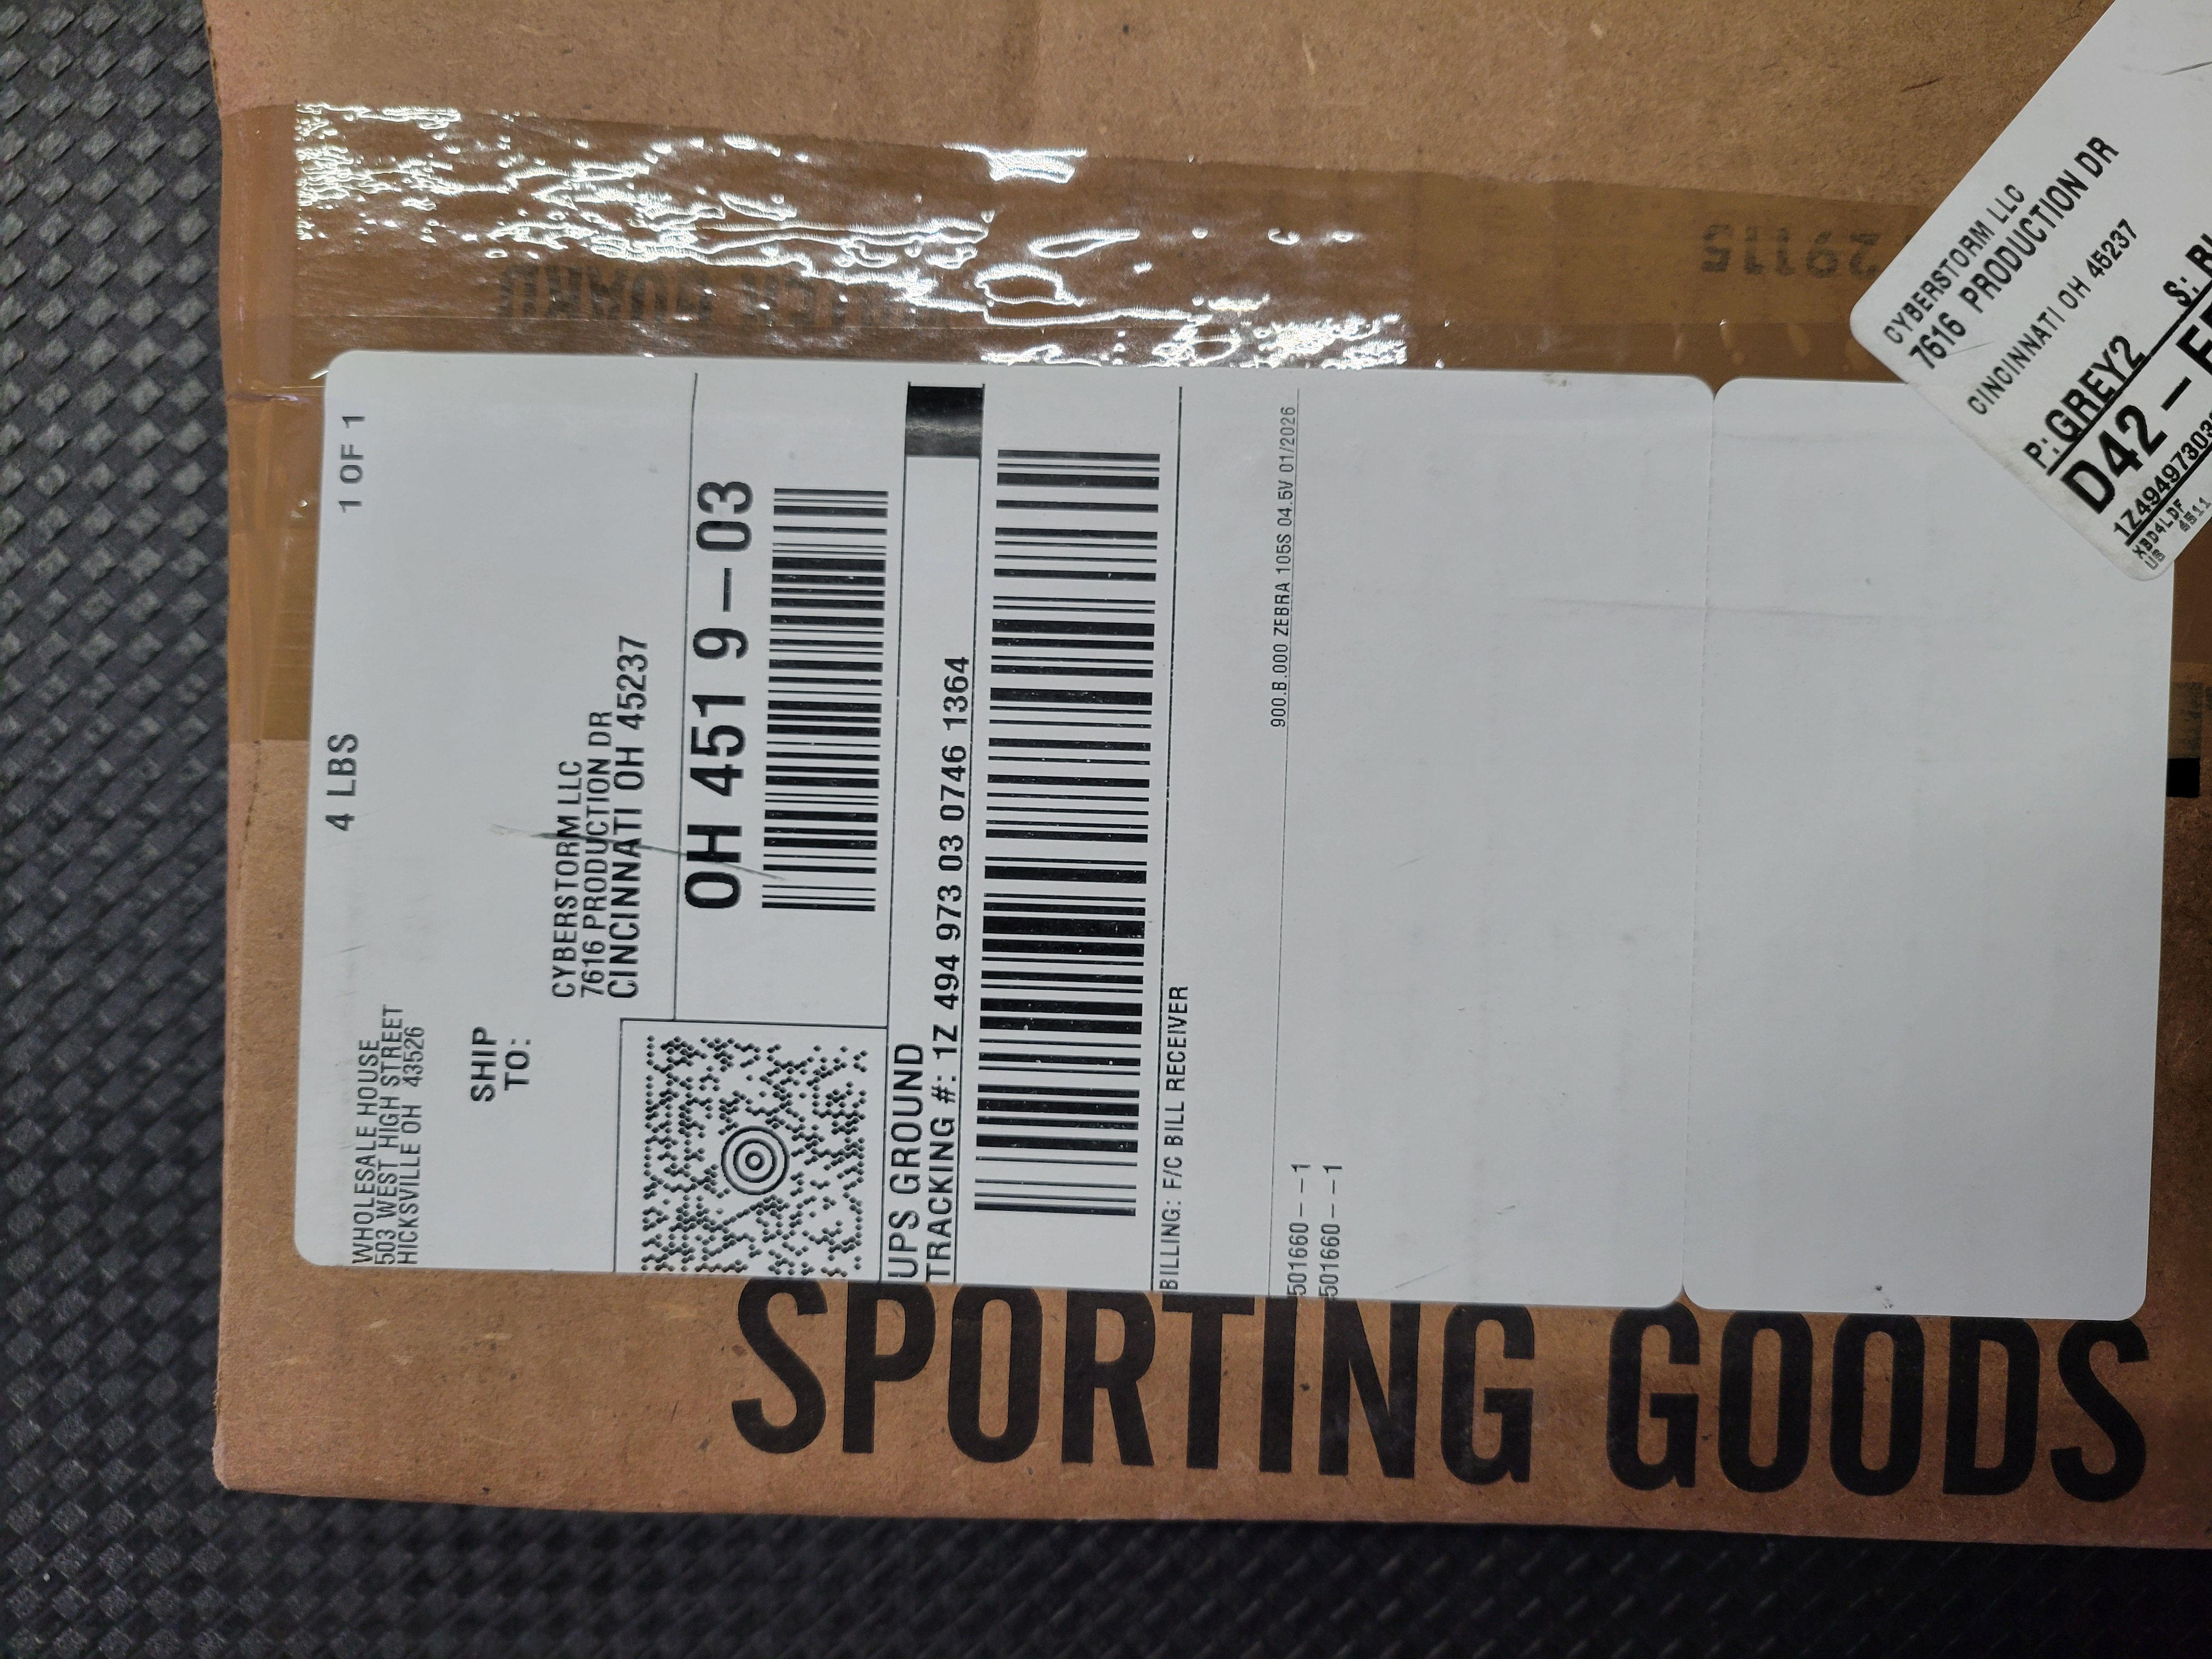 4 LBS
1 OF 1
WHOLESALE HOUSE
503 WEST HIGH STREET
HICKSVILLE OH 43526
SHIP
TO:
CYBERSTORM LLC
7616 PRODUCTION DR
CINCINNATI OH 45237
OH 451 9-03
UPS GROUND
TRACKING #: 1Z 494 973 03 0746 1364
BILLING: F/C BILL RECEIVER
900.B.000 ZEBRA 105S 04.5V 01/2026
501660--1
501660--1
SPORTING GOODS
CYBERSTORM LLC
7616 PRODUCTION DR
CINCINNATI OH 45237
P: GREY2 S:
D42-
XBD4LDF
US